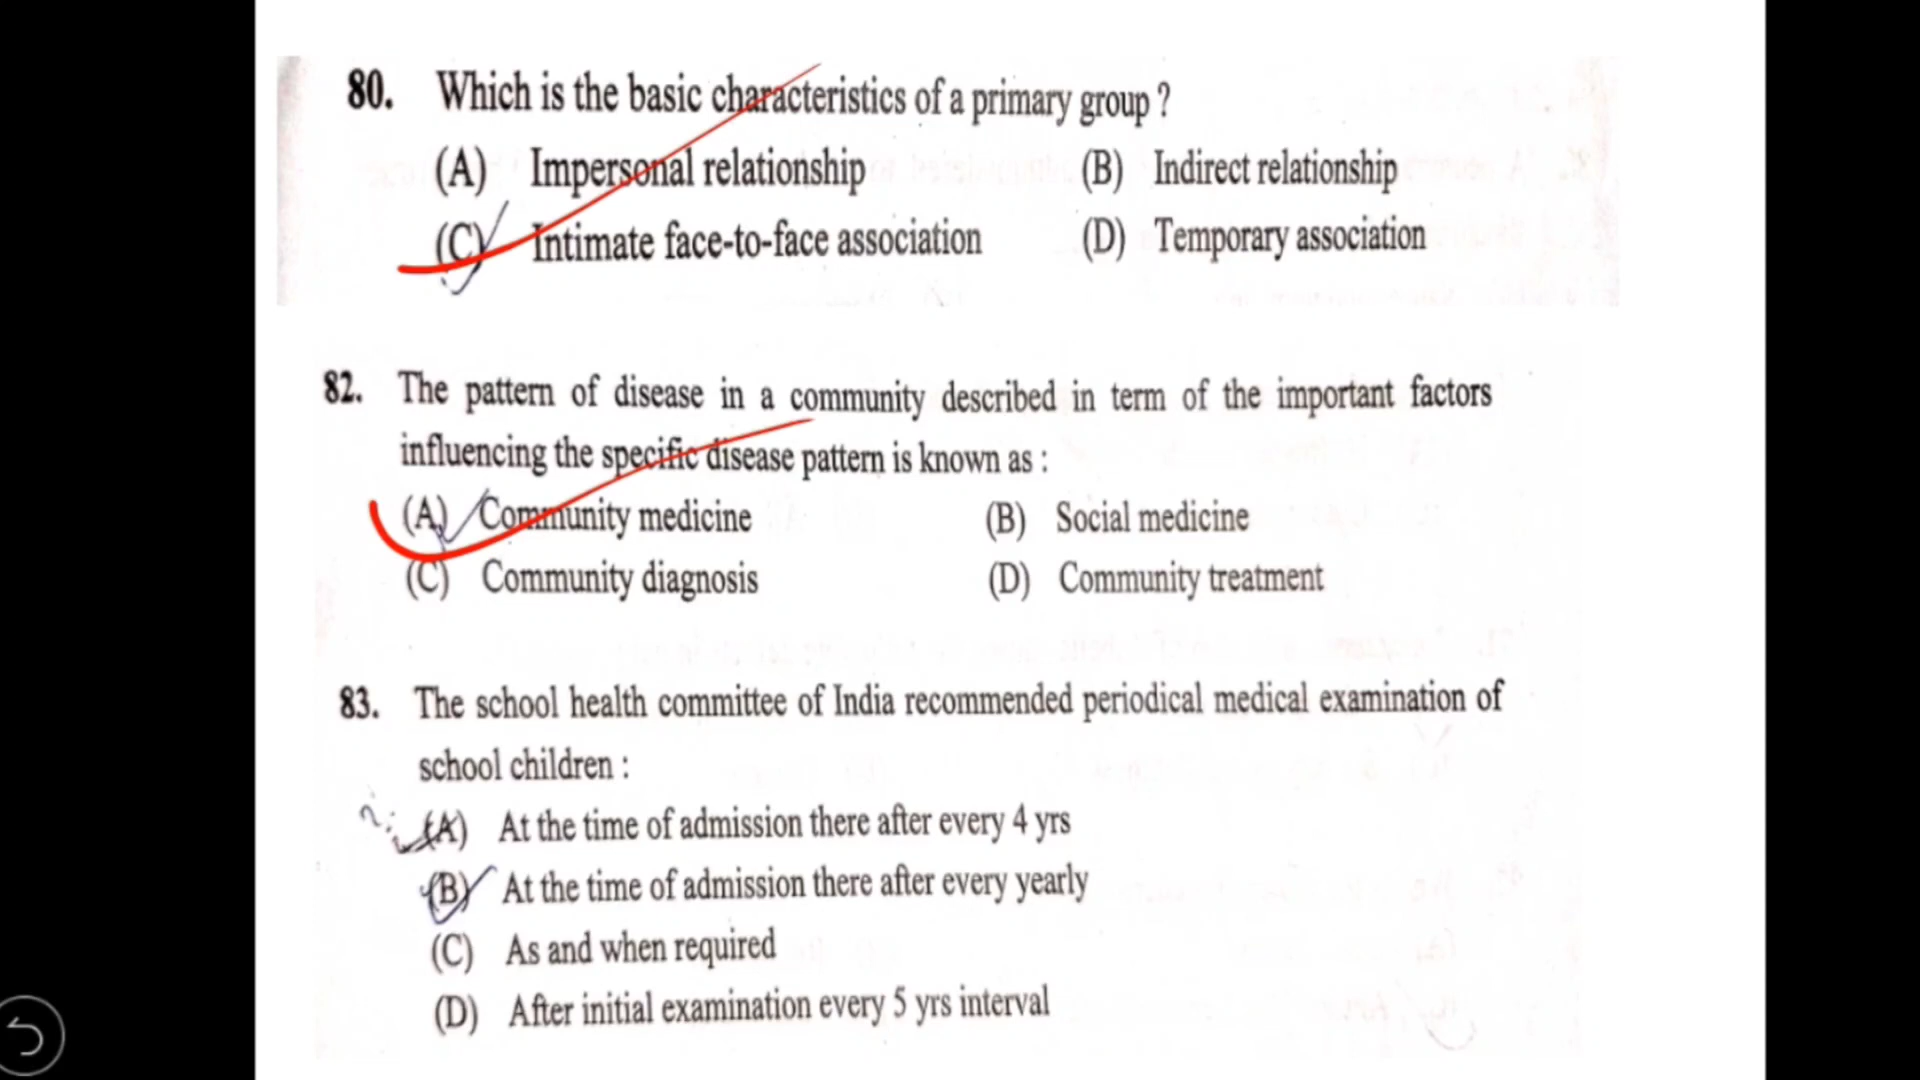 80. Which is the basic characteristics of a primary group ?
(A) Impersonal relationship (B) Indirect relationship
(C) Intimate face-to-face association (D) Temporary association
82. The pattern of disease in a community described in term of the important factors
influencing the specific disease pattern is known as :
(A) Community medicine (B) Social medicine
(C) Community diagnosis (D) Community treatment
83. The school health committee of India recommended periodical medical examination of
school children :
(A) At the time of admission there after every 4 yrs
(B) At the time of admission there after every yearly
(C) As and when required
(D) After initial examination every 5 yrs interval